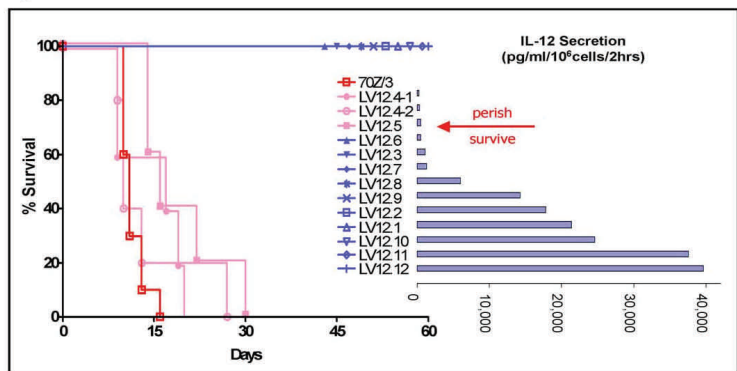 IL-12 Secretion
(pg/ml/10⁶cells/2hrs)
% Survival
100
80
60
40
20
0
0 15 30 45 60
Days
70Z/3
LV12.4-1
LV12.4-2
LV12.5
LV12.6
LV12.3
LV12.7
LV12.8
LV12.9
LV12.2
LV12.1
LV12.10
LV12.11
LV12.12
perish
survive
0
10,000
20,000
30,000
40,000